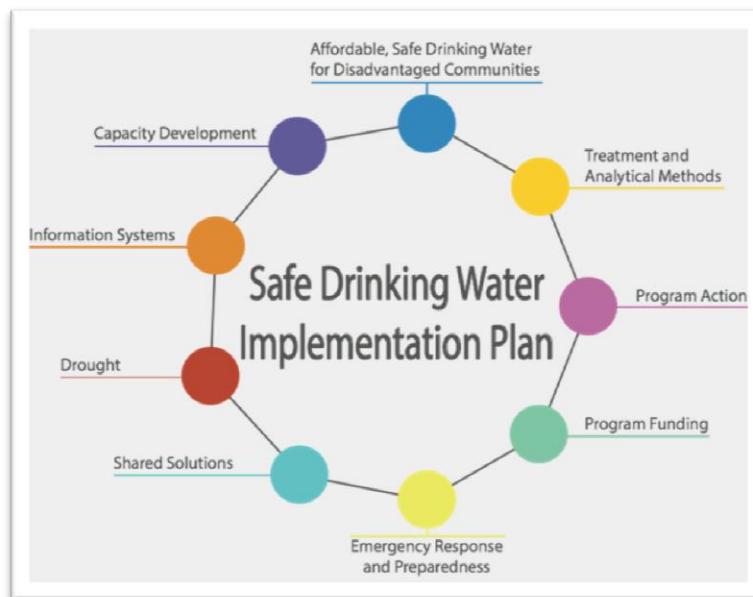 Affordable, Safe Drinking Water
for Disadvantaged Communities
Capacity Development
Treatment and
Analytical Methods
Information Systems
Safe Drinking Water
Implementation Plan
Program Action
Drought
Program Funding
Shared Solutions
Emergency Response
and Preparedness